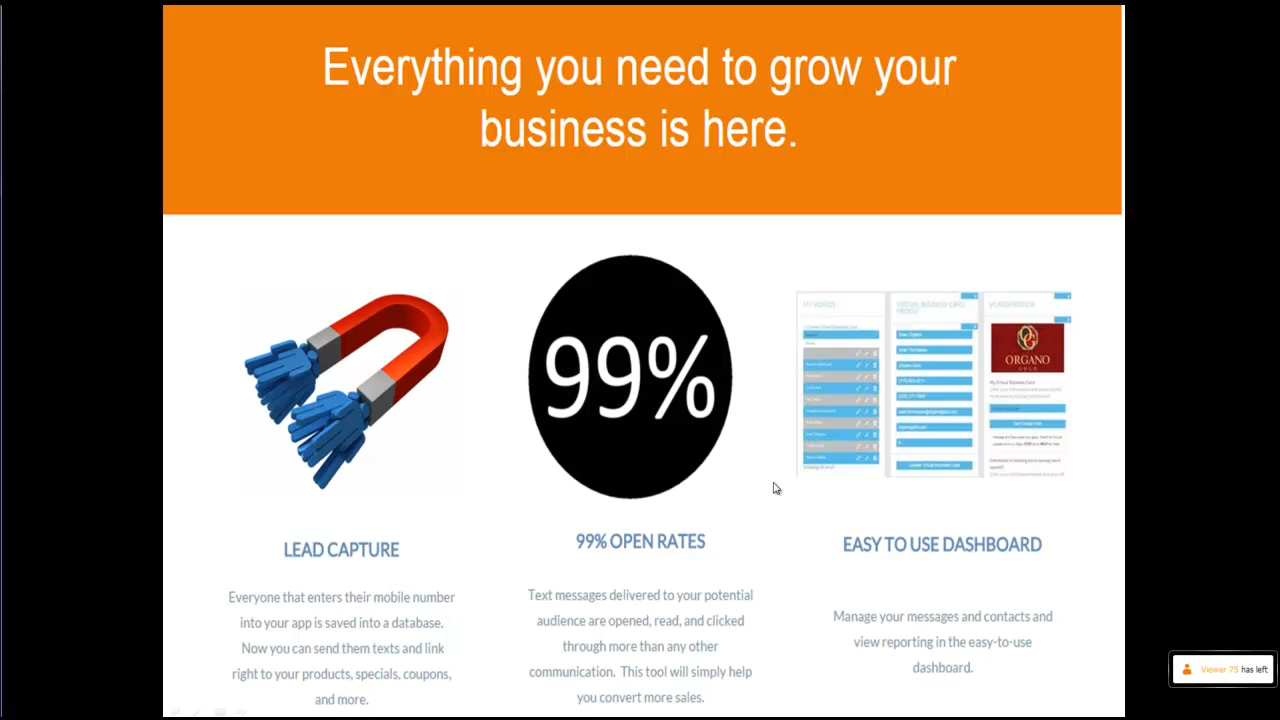 Everything you need to grow your
business is here.
99%
ORGANO
GOLD
LEAD CAPTURE
Everyone that enters their mobile number
into your app is saved into a database.
Now you can send them texts and link
right to your products, specials, coupons,
and more.
99% OPEN RATES
Text messages delivered to your potential
audience are opened, read, and clicked
through more than any other
communication. This tool will simply help
you convert more sales.
EASY TO USE DASHBOARD
Manage your messages and contacts and
view reporting in the easy-to-use
dashboard.
Viewer 75 has left